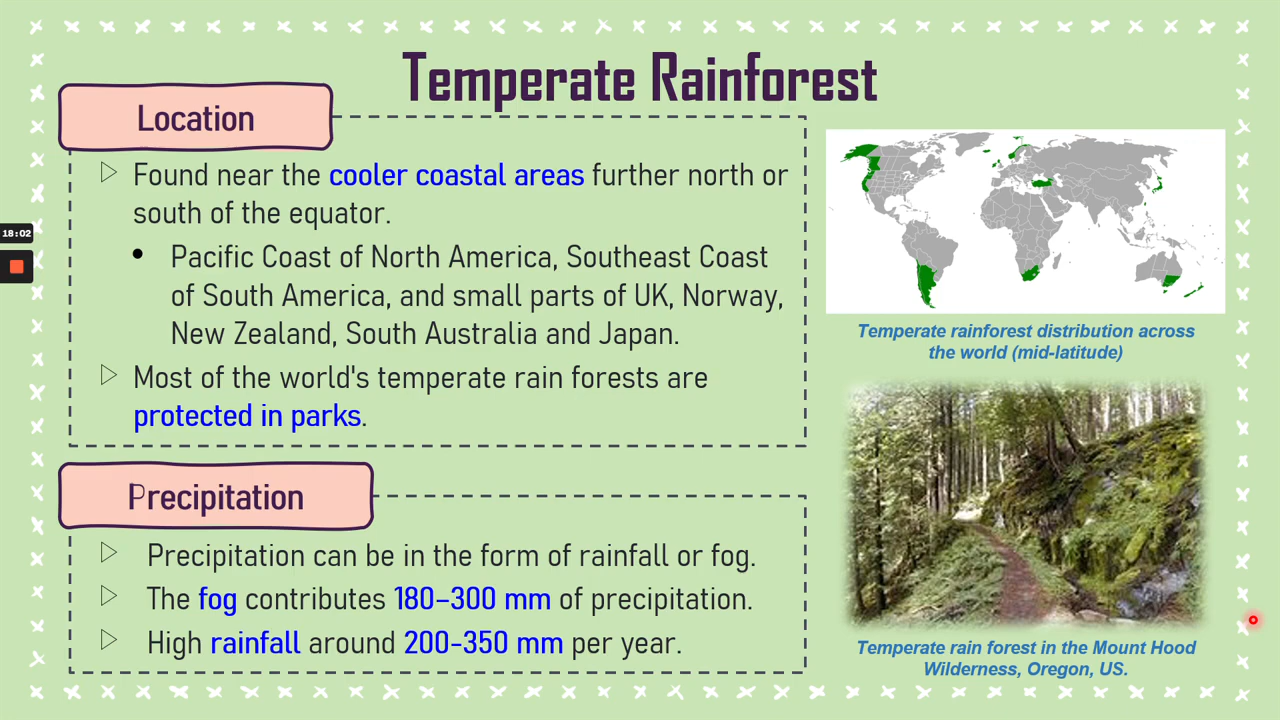 Temperate Rainforest
Location
Found near the cooler coastal areas further north or
south of the equator.
Pacific Coast of North America, Southeast Coast
of South America, and small parts of UK, Norway,
New Zealand, South Australia and Japan.
Most of the world's temperate rain forests are
protected in parks.
Precipitation
Precipitation can be in the form of rainfall or fog.
The fog contributes 180–300 mm of precipitation.
High rainfall around 200-350 mm per year.
Temperate rainforest distribution across
the world (mid-latitude)
Temperate rain forest in the Mount Hood
Wilderness, Oregon, US.
18:02